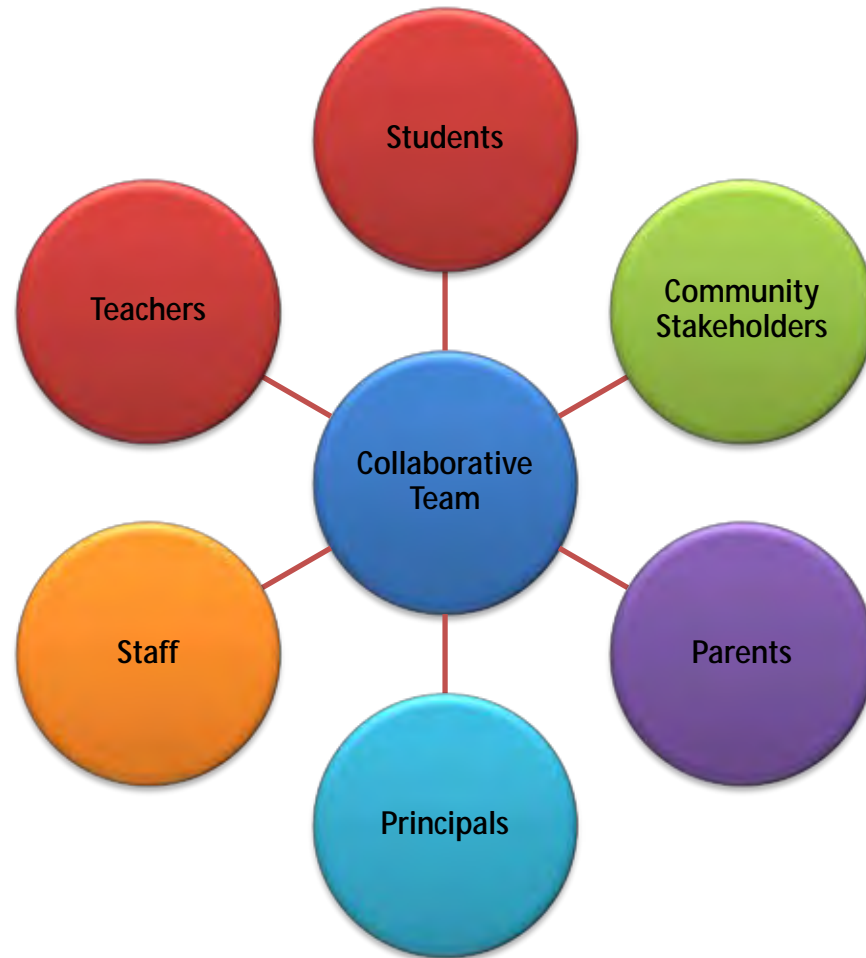 Students
Teachers
Community
Stakeholders
Collaborative
Team
Staff
Parents
Principals